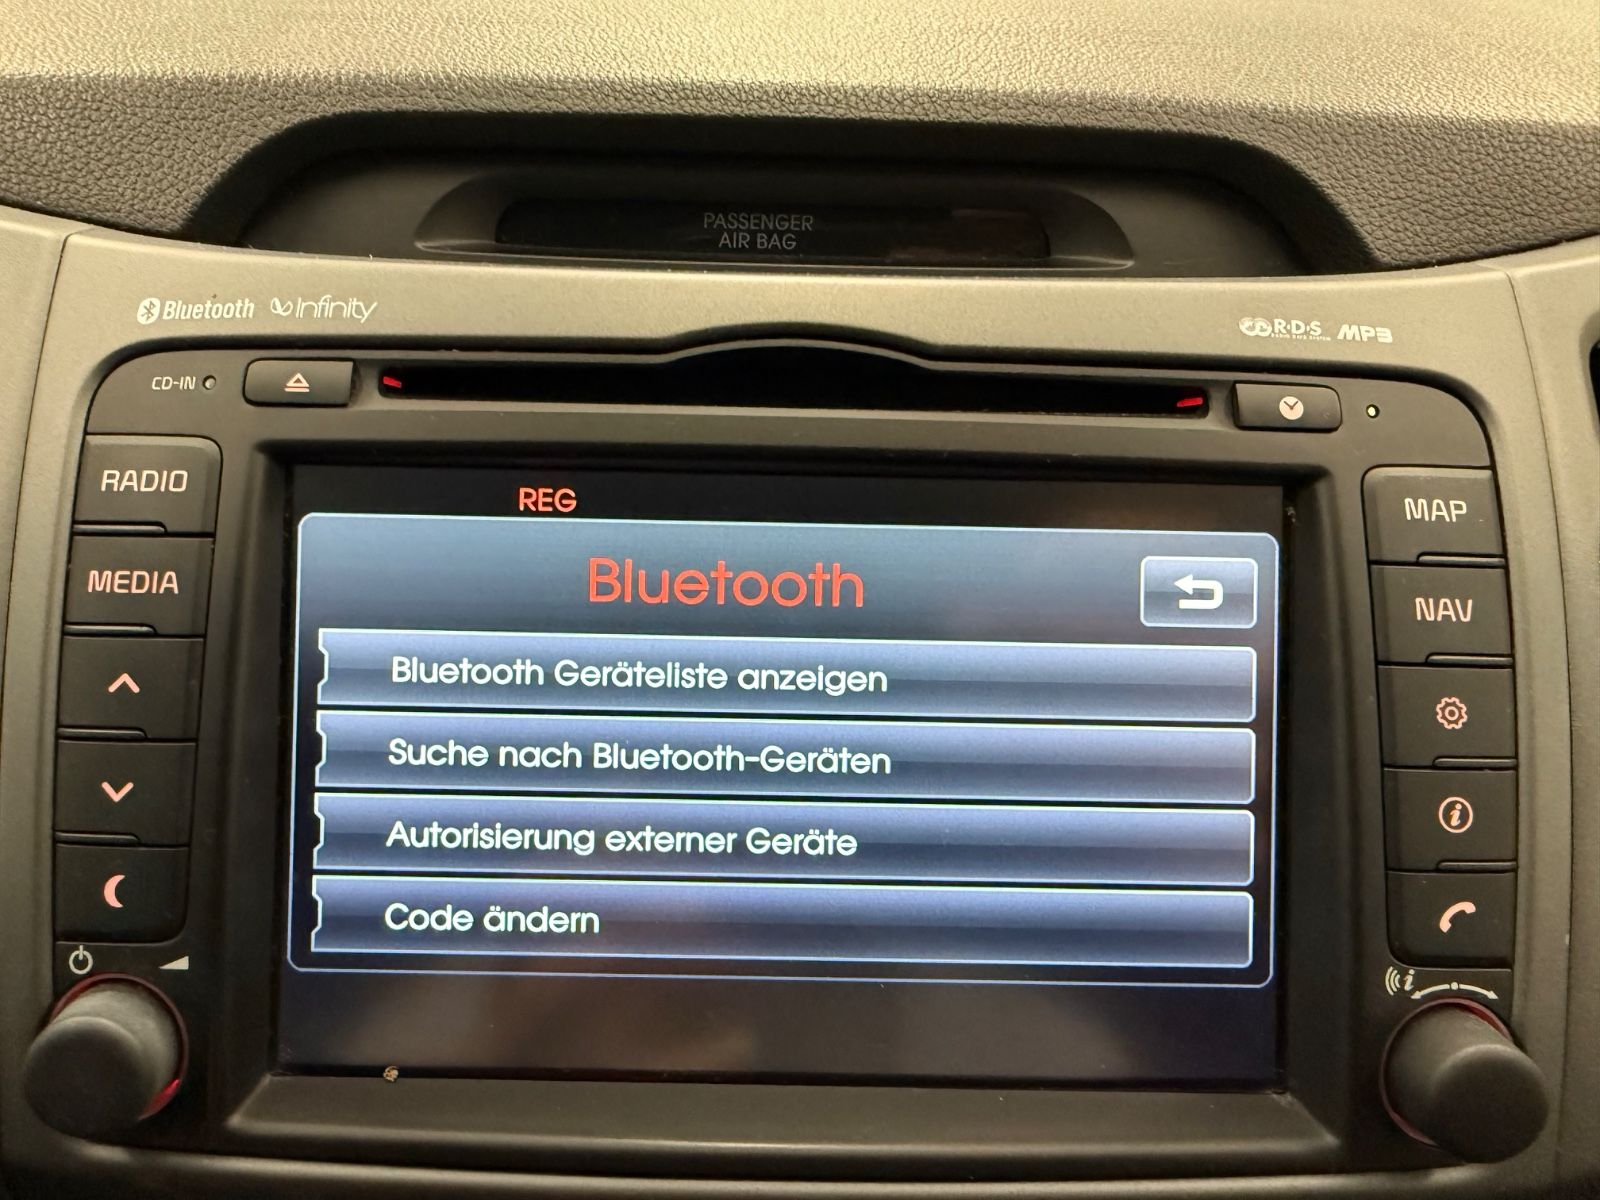 PASSENGER
AIR BAG
Bluetooth Infinity
R·D·S
MP3
CD-IN
RADIO
MEDIA
MAP
NAV
REG
Bluetooth
Bluetooth Geräteliste anzeigen
Suche nach Bluetooth-Geräten
Autorisierung externer Geräte
Code ändern